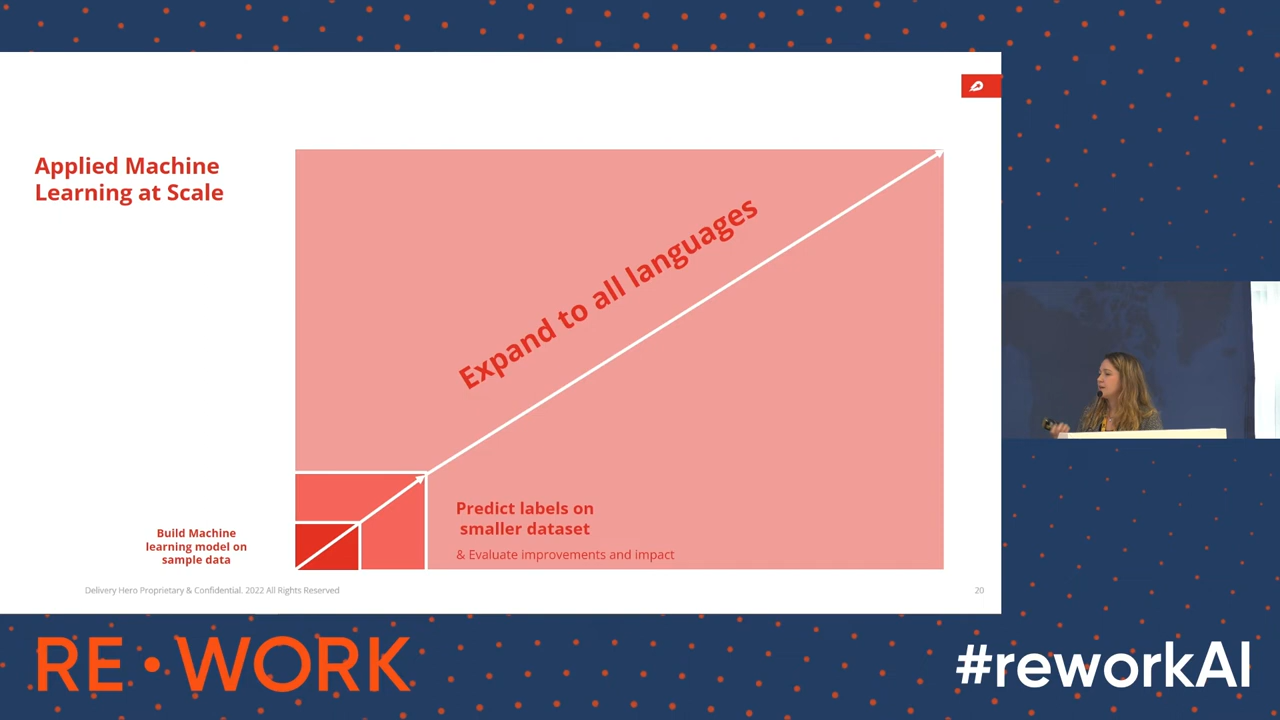 Applied Machine
Learning at Scale
Expand to all languages
Predict labels on
smaller dataset
& Evaluate improvements and impact
Build Machine
learning model on
sample data
Delivery Hero Proprietary & Confidential. 2022 All Rights Reserved
20
RE•WORK
#reworkAI